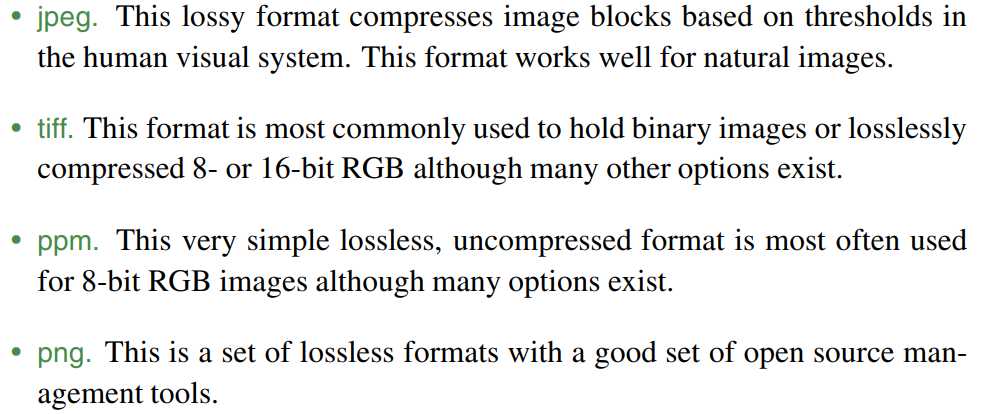 • jpeg. This lossy format compresses image blocks based on thresholds in
the human visual system. This format works well for natural images.
• tiff. This format is most commonly used to hold binary images or losslessly
compressed 8- or 16-bit RGB although many other options exist.
• ppm. This very simple lossless, uncompressed format is most often used
for 8-bit RGB images although many options exist.
• png. This is a set of lossless formats with a good set of open source man-
agement tools.